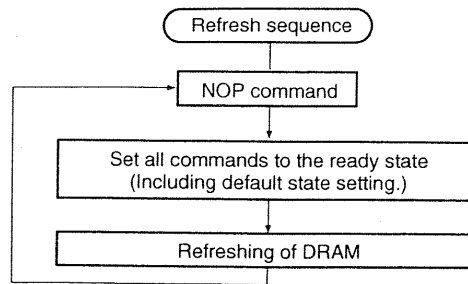 Refresh sequence
NOP command
Set all commands to the ready state
(Including default state setting.)
Refreshing of DRAM